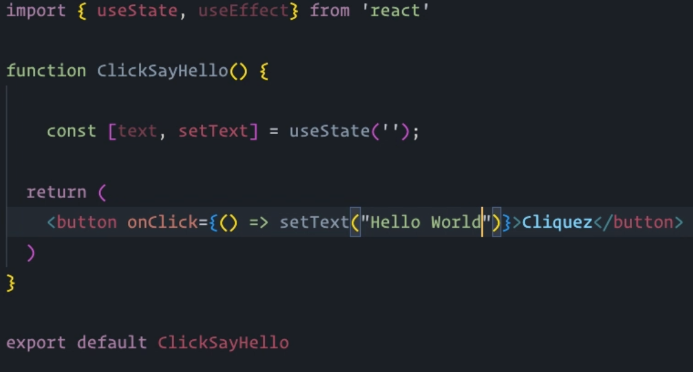 import { useState, useEffect} from 'react'
function ClickSayHello() {
const [text, setText] = useState('');
return (
<button onClick={() => setText("Hello World")}>Cliquez</button>
)
}
export default ClickSayHello